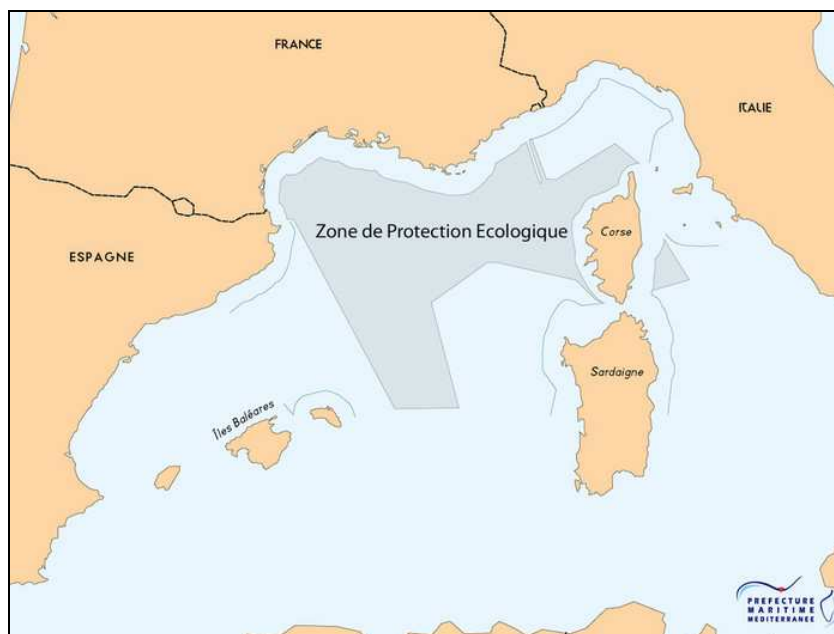 FRANCE
ITALIE
Zone de Protection Ecologique
Corse
ESPAGNE
Sardaigne
Îles Baléares
PREFECTURE
MARITIME
MEDITERRANEE